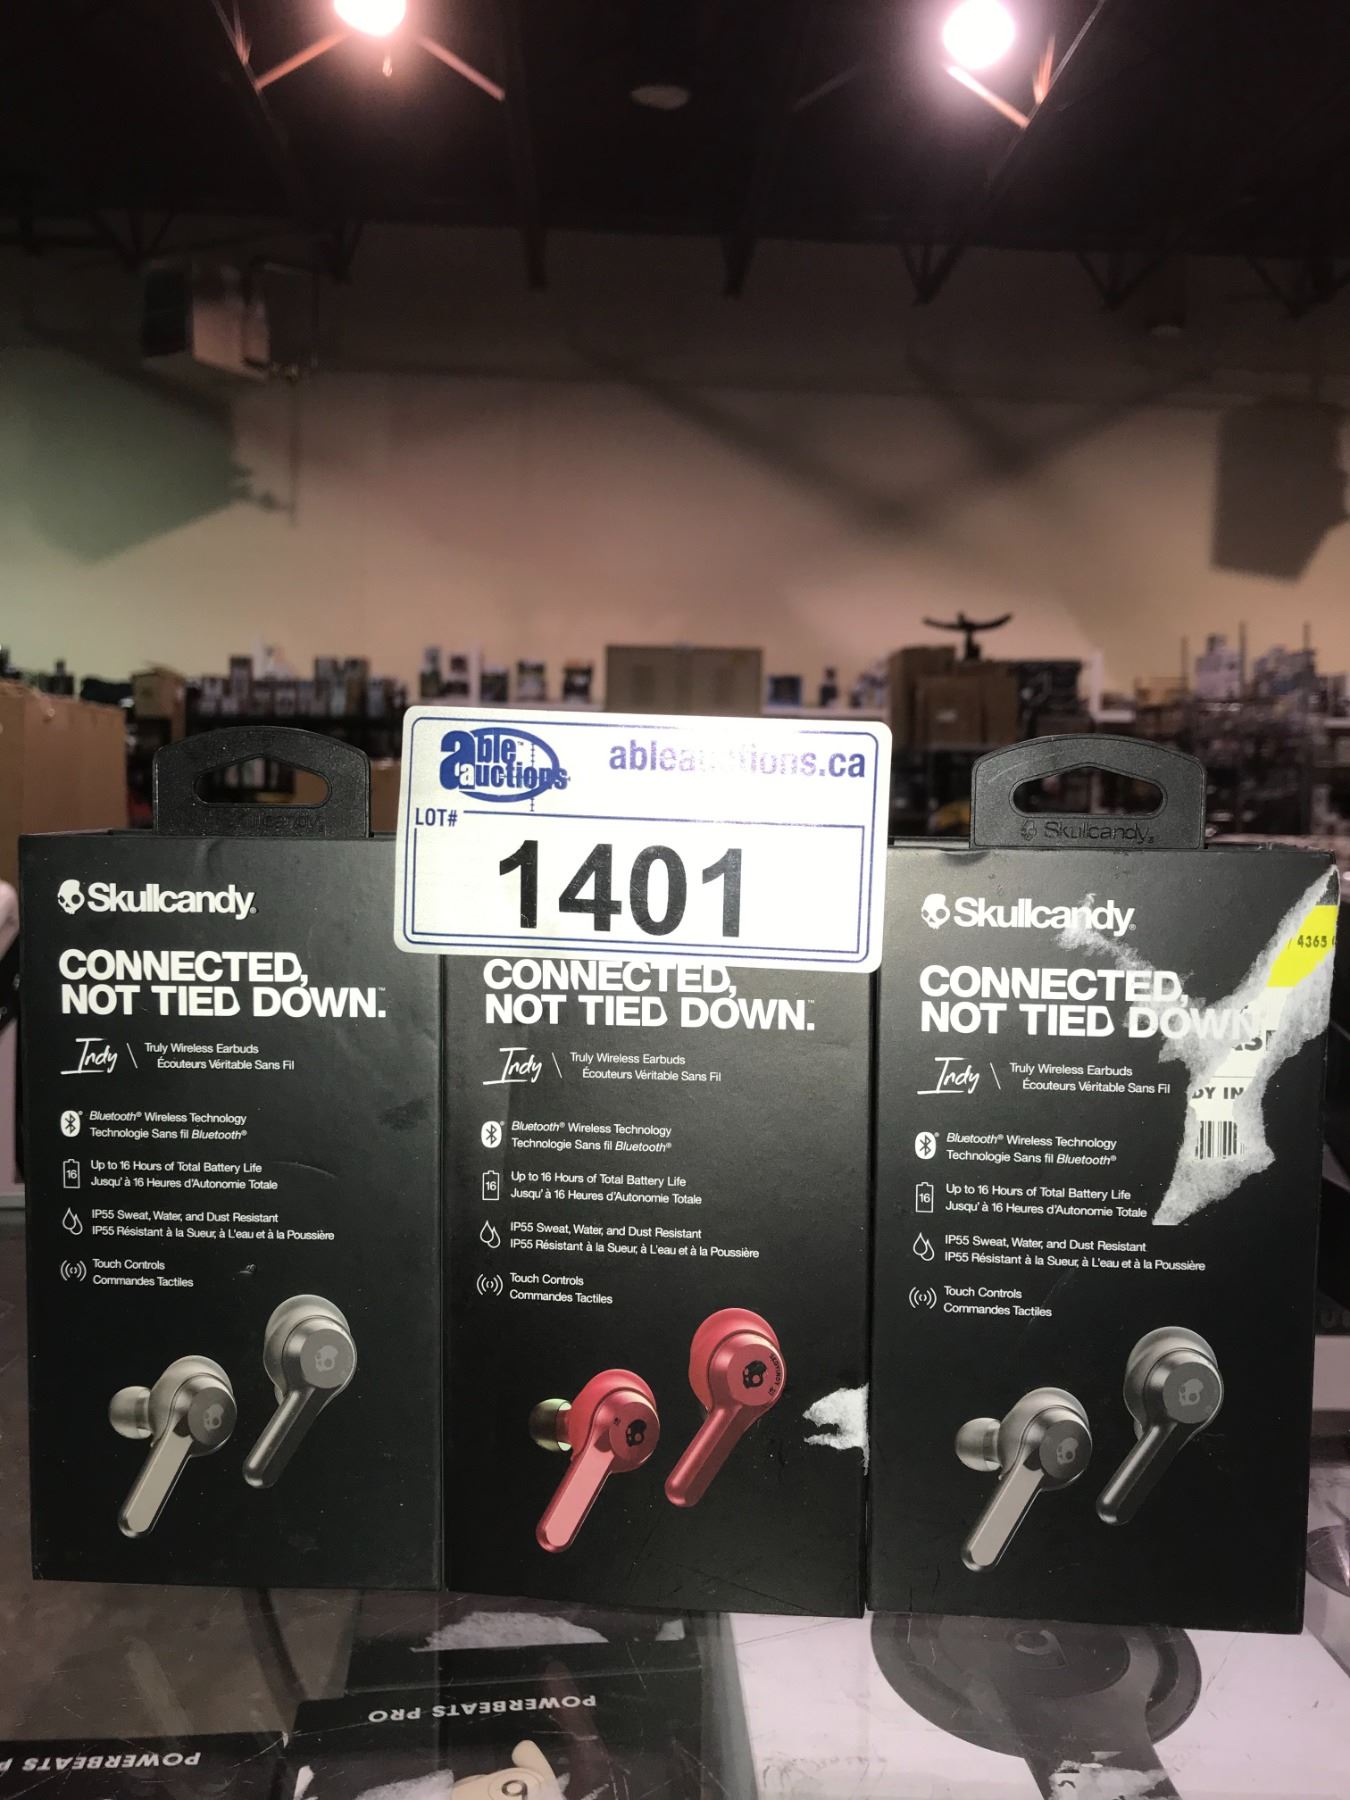 able
auctions
ableauctions.ca
LOT#
1401
Skullcandy
CONNECTED,
NOT TIED DOWN.™
Indy \ Truly Wireless Earbuds
Écouteurs Véritable Sans Fil
Bluetooth® Wireless Technology
Technologie Sans fil Bluetooth®
16
Up to 16 Hours of Total Battery Life
Jusqu'à 16 Heures d'Autonomie Totale
IP55 Sweat, Water, and Dust Resistant
IP55 Résistant à la Sueur, à L'eau et à la Poussière
Touch Controls
Commandes Tactiles
CONNECTED,
NOT TIED DOWN.™
Indy \ Truly Wireless Earbuds
Écouteurs Véritable Sans Fil
Bluetooth® Wireless Technology
Technologie Sans fil Bluetooth®
16
Up to 16 Hours of Total Battery Life
Jusqu'à 16 Heures d'Autonomie Totale
IP55 Sweat, Water, and Dust Resistant
IP55 Résistant à la Sueur, à L'eau et à la Poussière
Touch Controls
Commandes Tactiles
Skullcandy
Skullcandy
4365
CONNECTED,
NOT TIED DOWN
DY IN
Indy \ Truly Wireless Earbuds
Écouteurs Véritable Sans Fil
Bluetooth® Wireless Technology
Technologie Sans fil Bluetooth®
16
Up to 16 Hours of Total Battery Life
Jusqu'à 16 Heures d'Autonomie Totale
IP55 Sweat, Water, and Dust Resistant
IP55 Résistant à la Sueur, à L'eau et à la Poussière
Touch Controls
Commandes Tactiles
POWERBEATS PRO
POWERBEATS P